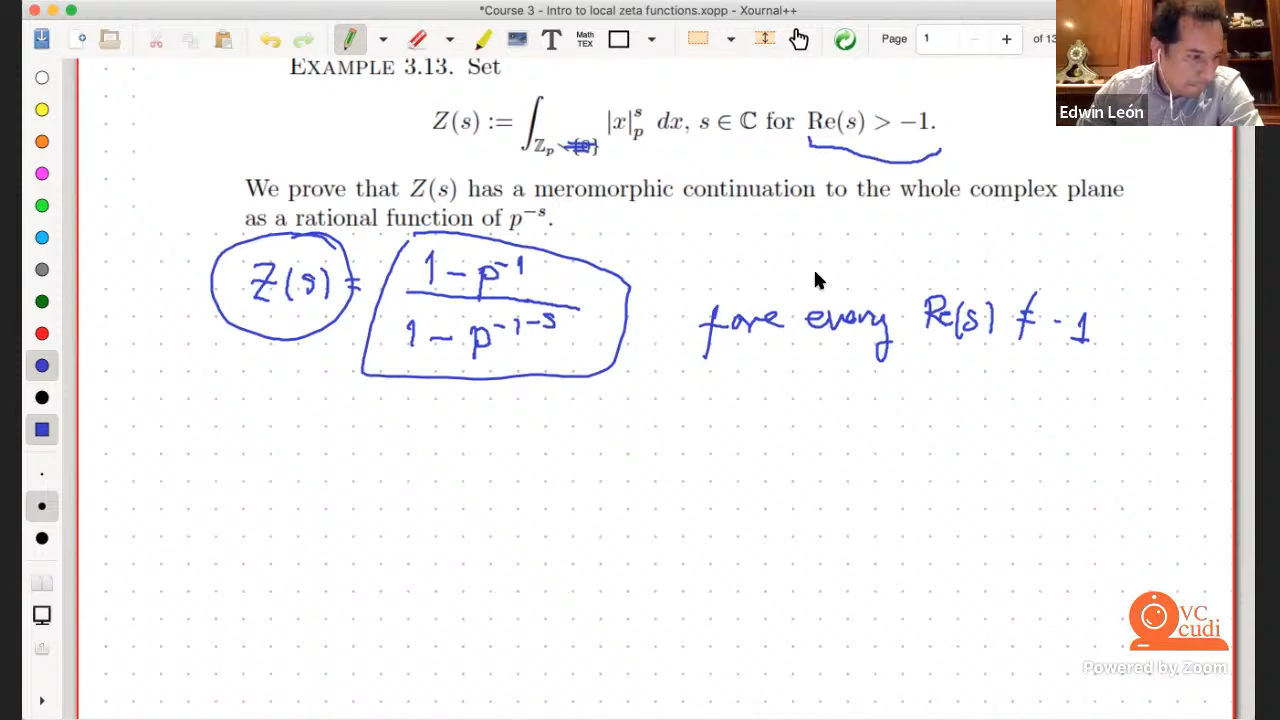 *Course 3 - Intro to local zeta functions.xopp - Xournal++
Math TEX
Page 1 of 13
Edwin León
EXAMPLE 3.13. Set
Z(s) := ∫_{ℤ_p} |x|_p^s dx, s ∈ ℂ for Re(s) > −1.
We prove that Z(s) has a meromorphic continuation to the whole complex plane
as a rational function of p^{−s}.
Z(s) = (1 − p^{−1}) / (1 − p^{−1−s}) fore every Re(s) ≠ -1
VC
cudi
Powered by Zoom